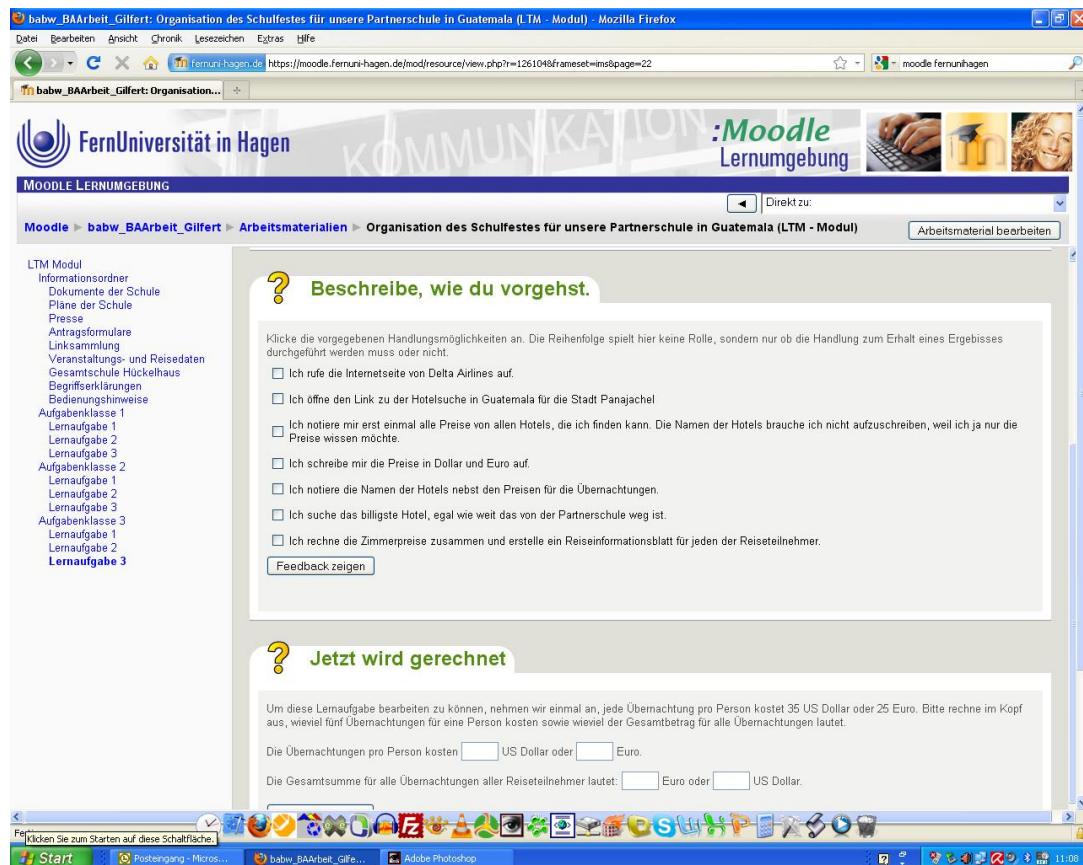 babw_BAArbeit_Gilfert: Organisation des Schulfestes für unsere Partnerschule in Guatemala (LTM - Modul) - Mozilla Firefox
Datei Bearbeiten Ansicht Chronik Lesezeichen Extras Hilfe
fernuni-hagen.de https://moodle.fernuni-hagen.de/mod/resource/view.php?r=126104&frameset=ims&page=22
moodle fernunihagen
babw_BAArbeit_Gilfert: Organisation...
FernUniversität in Hagen
KOMMUNIKATION
:Moodle
Lernumgebung
MOODLE LERNUMGEBUNG
Direkt zu:
Moodle ► babw_BAArbeit_Gilfert ► Arbeitsmaterialien ► Organisation des Schulfestes für unsere Partnerschule in Guatemala (LTM - Modul)
Arbeitsmaterial bearbeiten
LTM Modul
Informationsordner
Dokumente der Schule
Pläne der Schule
Presse
Antragsformulare
Linksammlung
Veranstaltungs- und Reisedaten
Gesamtschule Hückelhaus
Begriffserklärungen
Bedienungshinweise
Aufgabenklasse 1
Lernaufgabe 1
Lernaufgabe 2
Lernaufgabe 3
Aufgabenklasse 2
Lernaufgabe 1
Lernaufgabe 2
Lernaufgabe 3
Aufgabenklasse 3
Lernaufgabe 1
Lernaufgabe 2
Lernaufgabe 3
Beschreibe, wie du vorgehst.
Klicke die vorgegebenen Handlungsmöglichkeiten an. Die Reihenfolge spielt hier keine Rolle, sondern nur ob die Handlung zum Erhalt eines Ergebisses
durchgeführt werden muss oder nicht.
Ich rufe die Internetseite von Delta Airlines auf.
Ich öffne den Link zu der Hotelsuche in Guatemala für die Stadt Panajachel
Ich notiere mir erst einmal alle Preise von allen Hotels, die ich finden kann. Die Namen der Hotels brauche ich nicht aufzuschreiben, weil ich ja nur die
Preise wissen möchte.
Ich schreibe mir die Preise in Dollar und Euro auf.
Ich notiere die Namen der Hotels nebst den Preisen für die Übernachtungen.
Ich suche das billigste Hotel, egal wie weit das von der Partnerschule weg ist.
Ich rechne die Zimmerpreise zusammen und erstelle ein Reiseinformationsblatt für jeden der Reiseteilnehmer.
Feedback zeigen
Jetzt wird gerechnet
Um diese Lernaufgabe bearbeiten zu können, nehmen wir einmal an, jede Übernachtung pro Person kostet 35 US Dollar oder 25 Euro. Bitte rechne im Kopf
aus, wieviel fünf Übernachtungen für eine Person kosten sowie wieviel der Gesamtbetrag für alle Übernachtungen lautet.
Die Übernachtungen pro Person kosten US Dollar oder Euro.
Die Gesamtsumme für alle Übernachtungen aller Reiseteilnehmer lautet: Euro oder US Dollar.
Klicken Sie zum Starten auf diese Schaltfläche.
Start
Posteingang - Micros...
babw_BAArbeit_Gilfe...
Adobe Photoshop
11:08